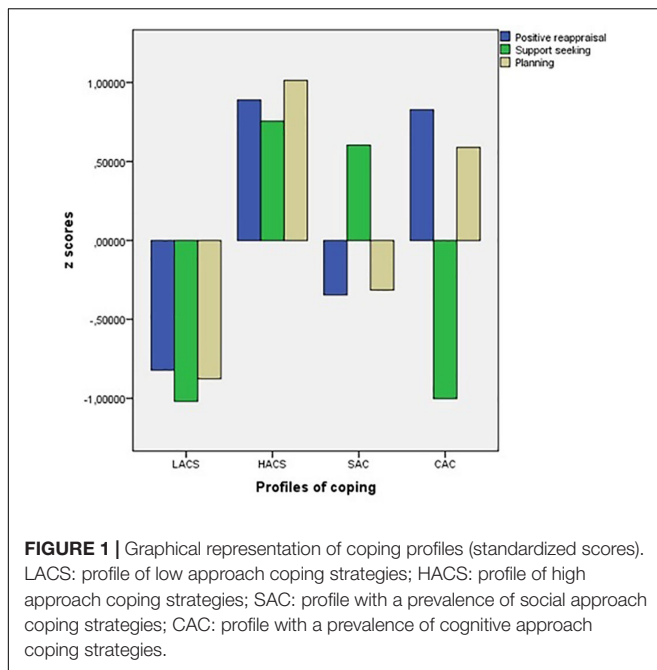 Positive reappraisal
Support seeking
Planning
1,00000
,50000
,00000
-,50000
-1,00000
z scores
LACS HACS SAC CAC
Profiles of coping
FIGURE 1 | Graphical representation of coping profiles (standardized scores).
LACS: profile of low approach coping strategies; HACS: profile of high
approach coping strategies; SAC: profile with a prevalence of social approach
coping strategies; CAC: profile with a prevalence of cognitive approach
coping strategies.